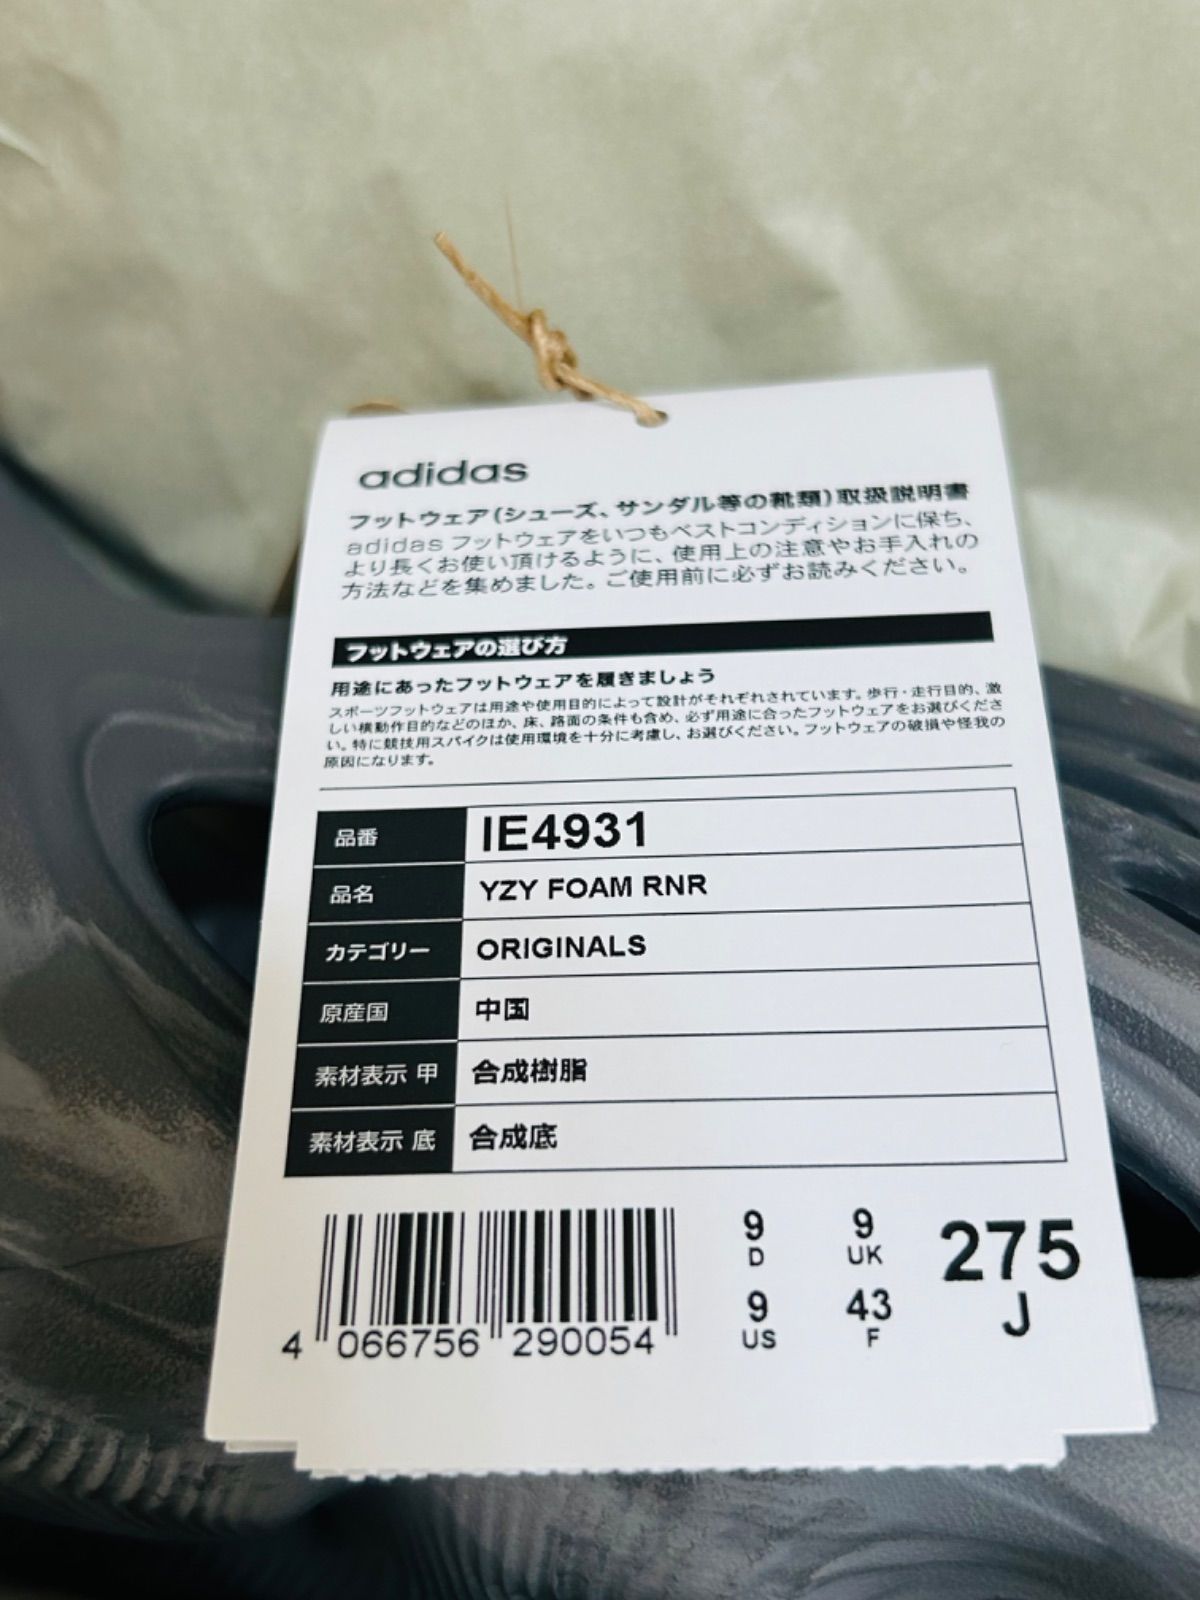 adidas
フットウェア(シューズ、サンダル等の靴類)取扱説明書
adidas フットウェアをいつもベストコンディションに保ち、
より長くお使い頂けるように、使用上の注意やお手入れの
方法などを集めました。ご使用前に必ずお読みください。
フットウェアの選び方
用途にあったフットウェアを履きましょう
スポーツフットウェアは用途や使用目的によって設計がそれぞれされています。歩行・走行目的、激
しい横動作目的などのほか、床、路面の条件も含め、必ず用途に合ったフットウェアをお選びくださ
い。特に競技用スパイクは使用環境を十分に考慮し、お選びください。フットウェアの破損や怪我の
原因になります。
品番 IE4931
品名 YZY FOAM RNR
カテゴリー ORIGINALS
原産国 中国
素材表示 甲 合成樹脂
素材表示 底 合成底
9 9 275
D UK J
9 43
US F
4 066756 290054